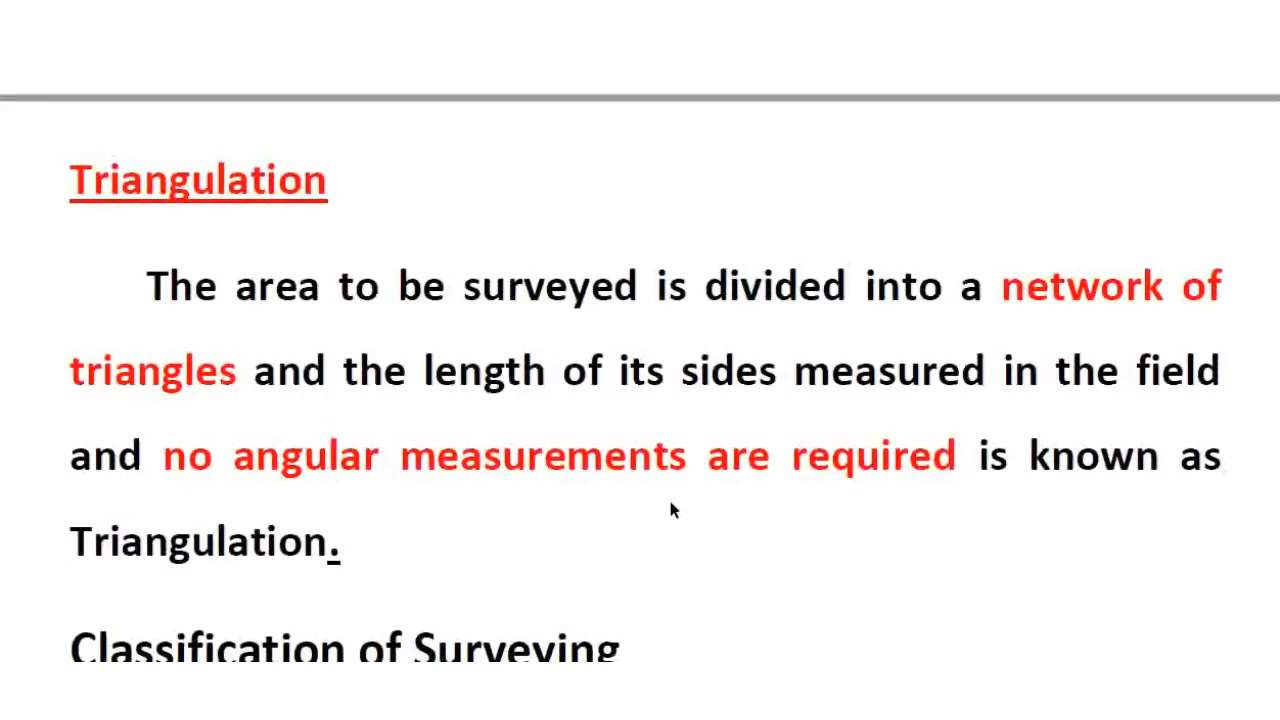 Triangulation
The area to be surveyed is divided into a network of
triangles and the length of its sides measured in the field
and no angular measurements are required is known as
Triangulation.
Classification of Surveying